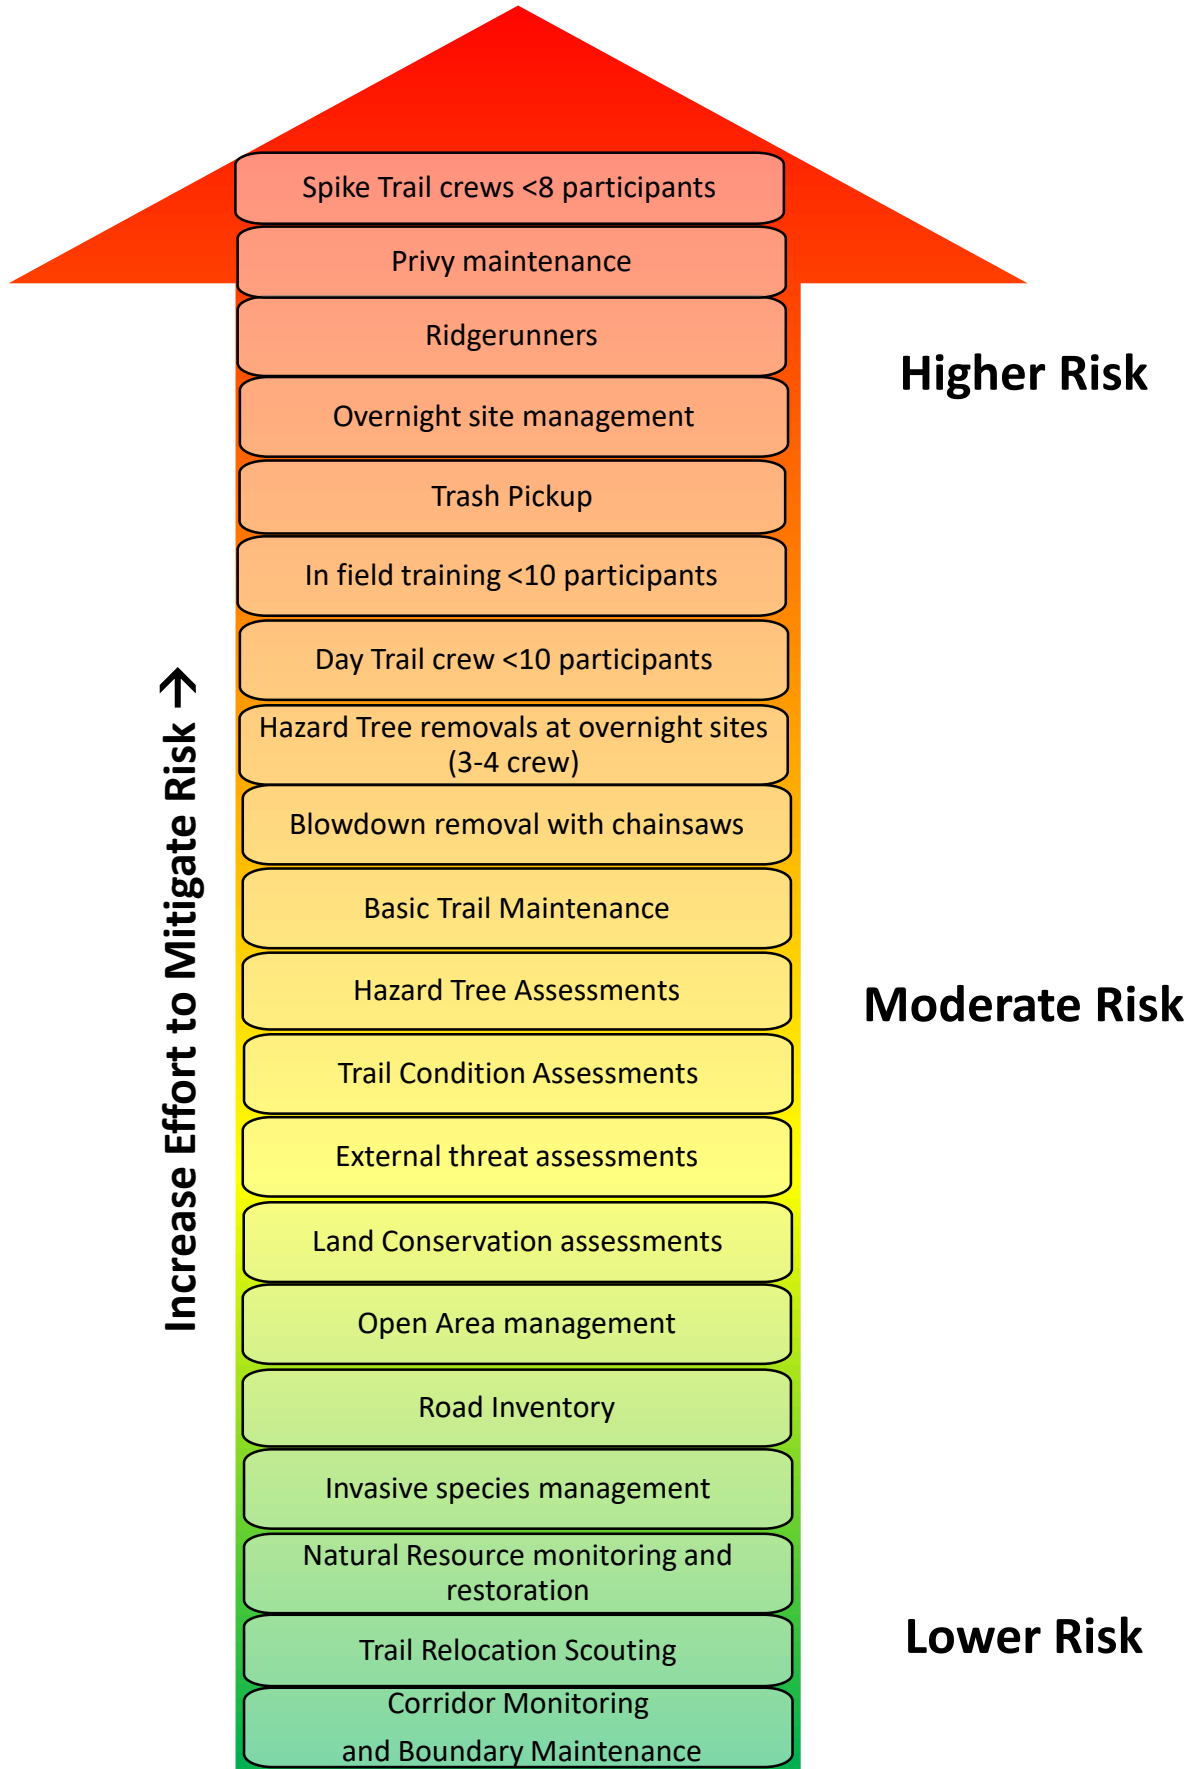 Spike Trail crews <8 participants
Privy maintenance
Ridgerunners
Higher Risk
Overnight site management
Trash Pickup
In field training <10 participants
Day Trail crew <10 participants
Hazard Tree removals at overnight sites
(3-4 crew)
Blowdown removal with chainsaws
Basic Trail Maintenance
Hazard Tree Assessments
Moderate Risk
Increase Effort to Mitigate Risk →
Trail Condition Assessments
External threat assessments
Land Conservation assessments
Open Area management
Road Inventory
Invasive species management
Natural Resource monitoring and
restoration
Trail Relocation Scouting
Lower Risk
Corridor Monitoring
and Boundary Maintenance